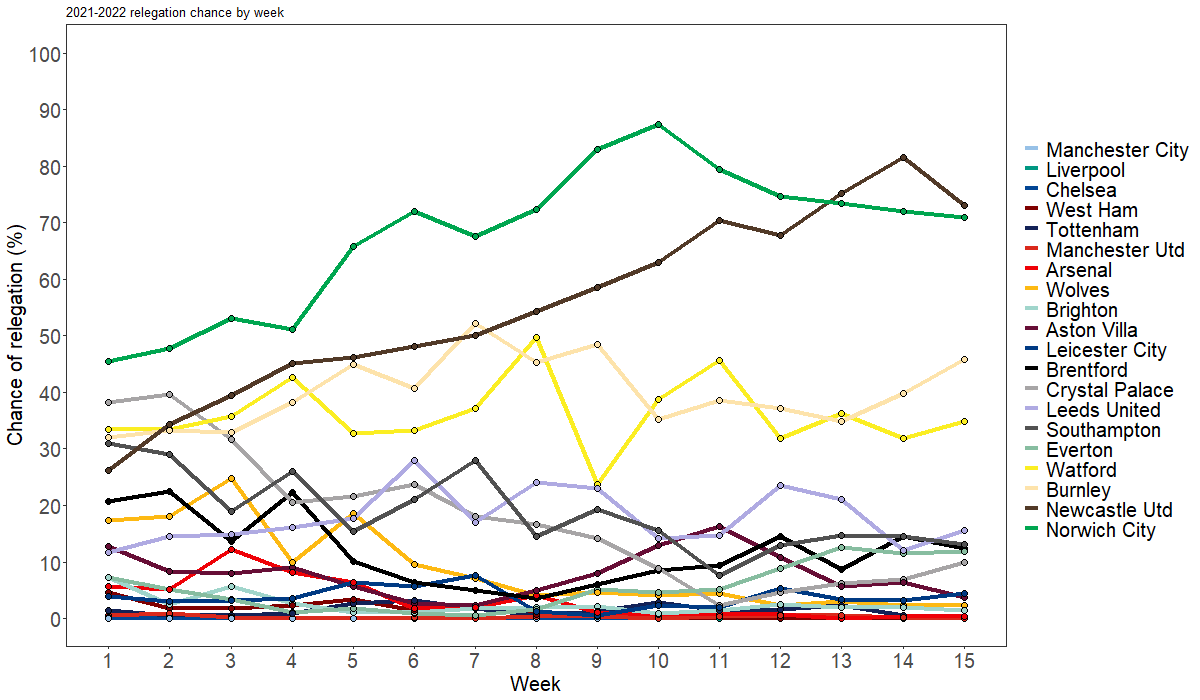 2021-2022 relegation chance by week
Chance of relegation (%)
100
90
80
70
60
50
40
30
20
10
0
1 2 3 4 5 6 7 8 9 10 11 12 13 14 15
Week
Manchester City
Liverpool
Chelsea
West Ham
Tottenham
Manchester Utd
Arsenal
Wolves
Brighton
Aston Villa
Leicester City
Brentford
Crystal Palace
Leeds United
Southampton
Everton
Watford
Burnley
Newcastle Utd
Norwich City